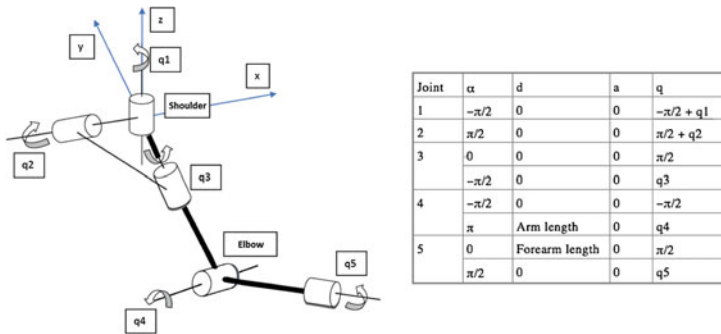 z
y
q1
x
Shoulder
q2
q3
Elbow
q5
q4
Joint α d a q
1 −π/2 0 0 −π/2 + q1
2 π/2 0 0 π/2 + q2
3 0 0 0 π/2
−π/2 0 0 q3
4 −π/2 0 0 −π/2
π Arm length 0 q4
5 0 Forearm length 0 π/2
π/2 0 0 q5